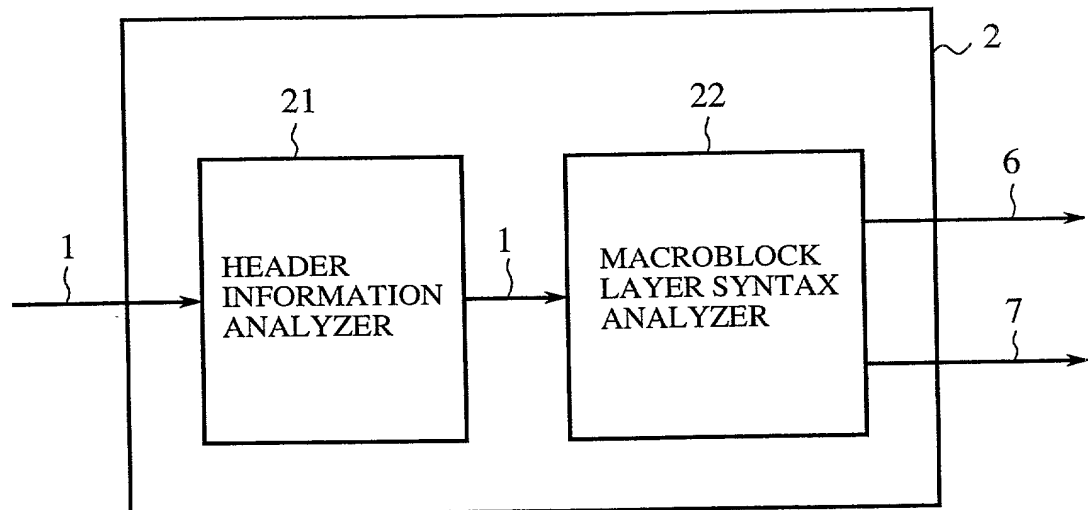 2
21
22
6
1
HEADER
INFORMATION
ANALYZER
1
MACROBLOCK
LAYER SYNTAX
ANALYZER
7